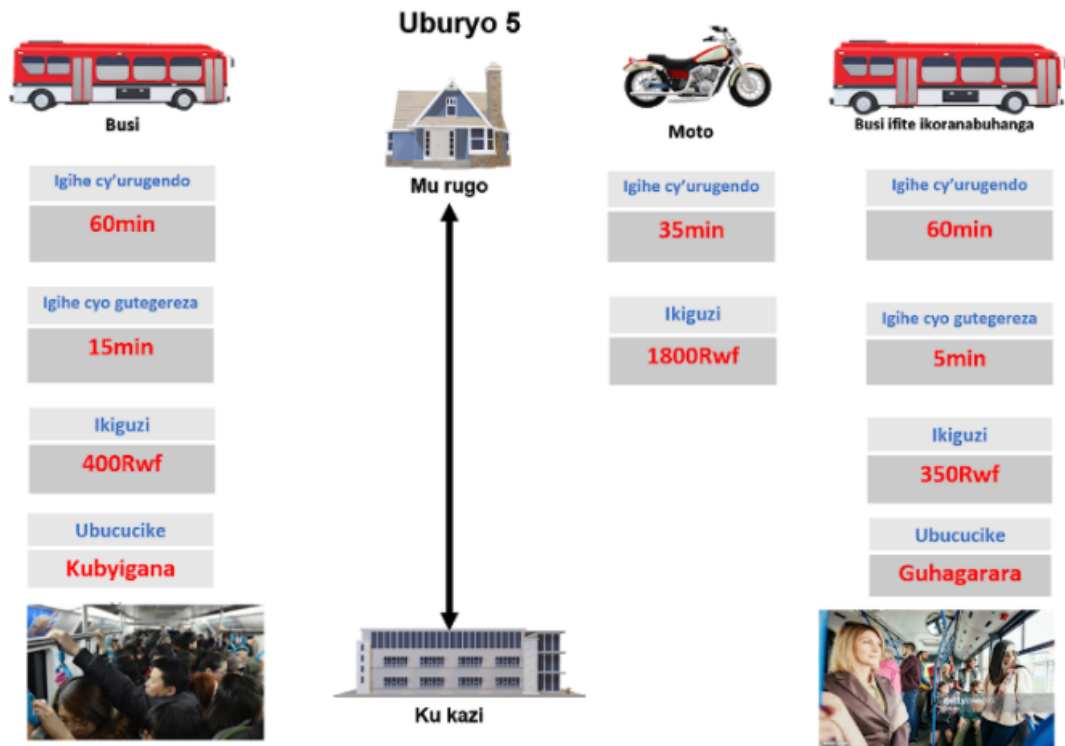 Uburyo 5
Busi
Igihe cy'urugendo
60min
Igihe cyo gutegereza
15min
Ikiguzi
400Rwf
Ubucucike
Kubyigana
Mu rugo
Ku kazi
Moto
Igihe cy'urugendo
35min
Ikiguzi
1800Rwf
Busi ifite ikoranabuhanga
Igihe cy'urugendo
60min
Igihe cyo gutegereza
5min
Ikiguzi
350Rwf
Ubucucike
Guhagarara